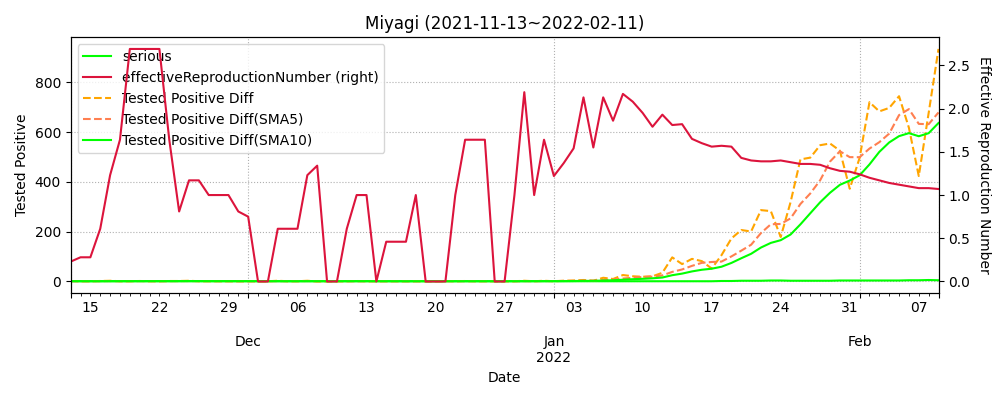 Miyagi (2021-11-13~2022-02-11)
serious
effectiveReproductionNumber (right)
Tested Positive Diff
Tested Positive Diff(SMA5)
Tested Positive Diff(SMA10)
Tested Positive
800
600
400
200
0
2.5
2.0
1.5
1.0
0.5
0.0
Effective Reproduction Number
15 22 29 06 13 20 27 03 10 17 24 31 07
Dec Jan Feb
2022
Date